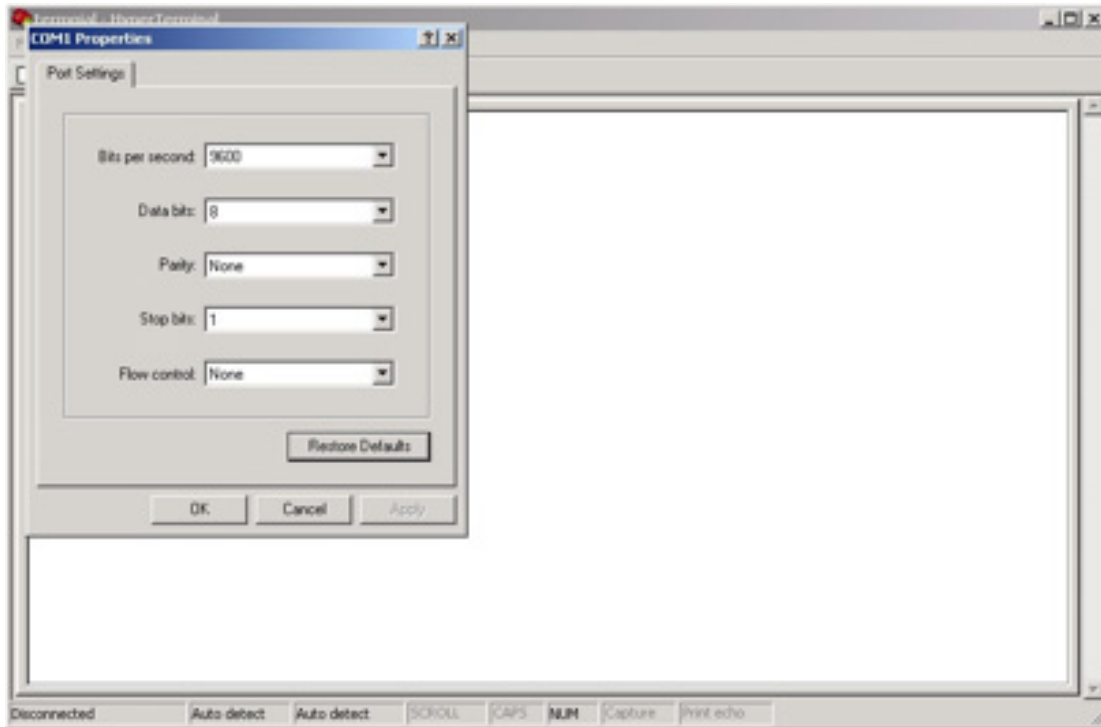 HyperTerminal
COM1 Properties
Port Settings
Bits per second: 9600
Data bits: 8
Parity: None
Stop bits: 1
Flow control: None
Restore Defaults
OK Cancel Apply
Disconnected Auto detect Auto detect SCROLL CAPS NUM Capture Print echo